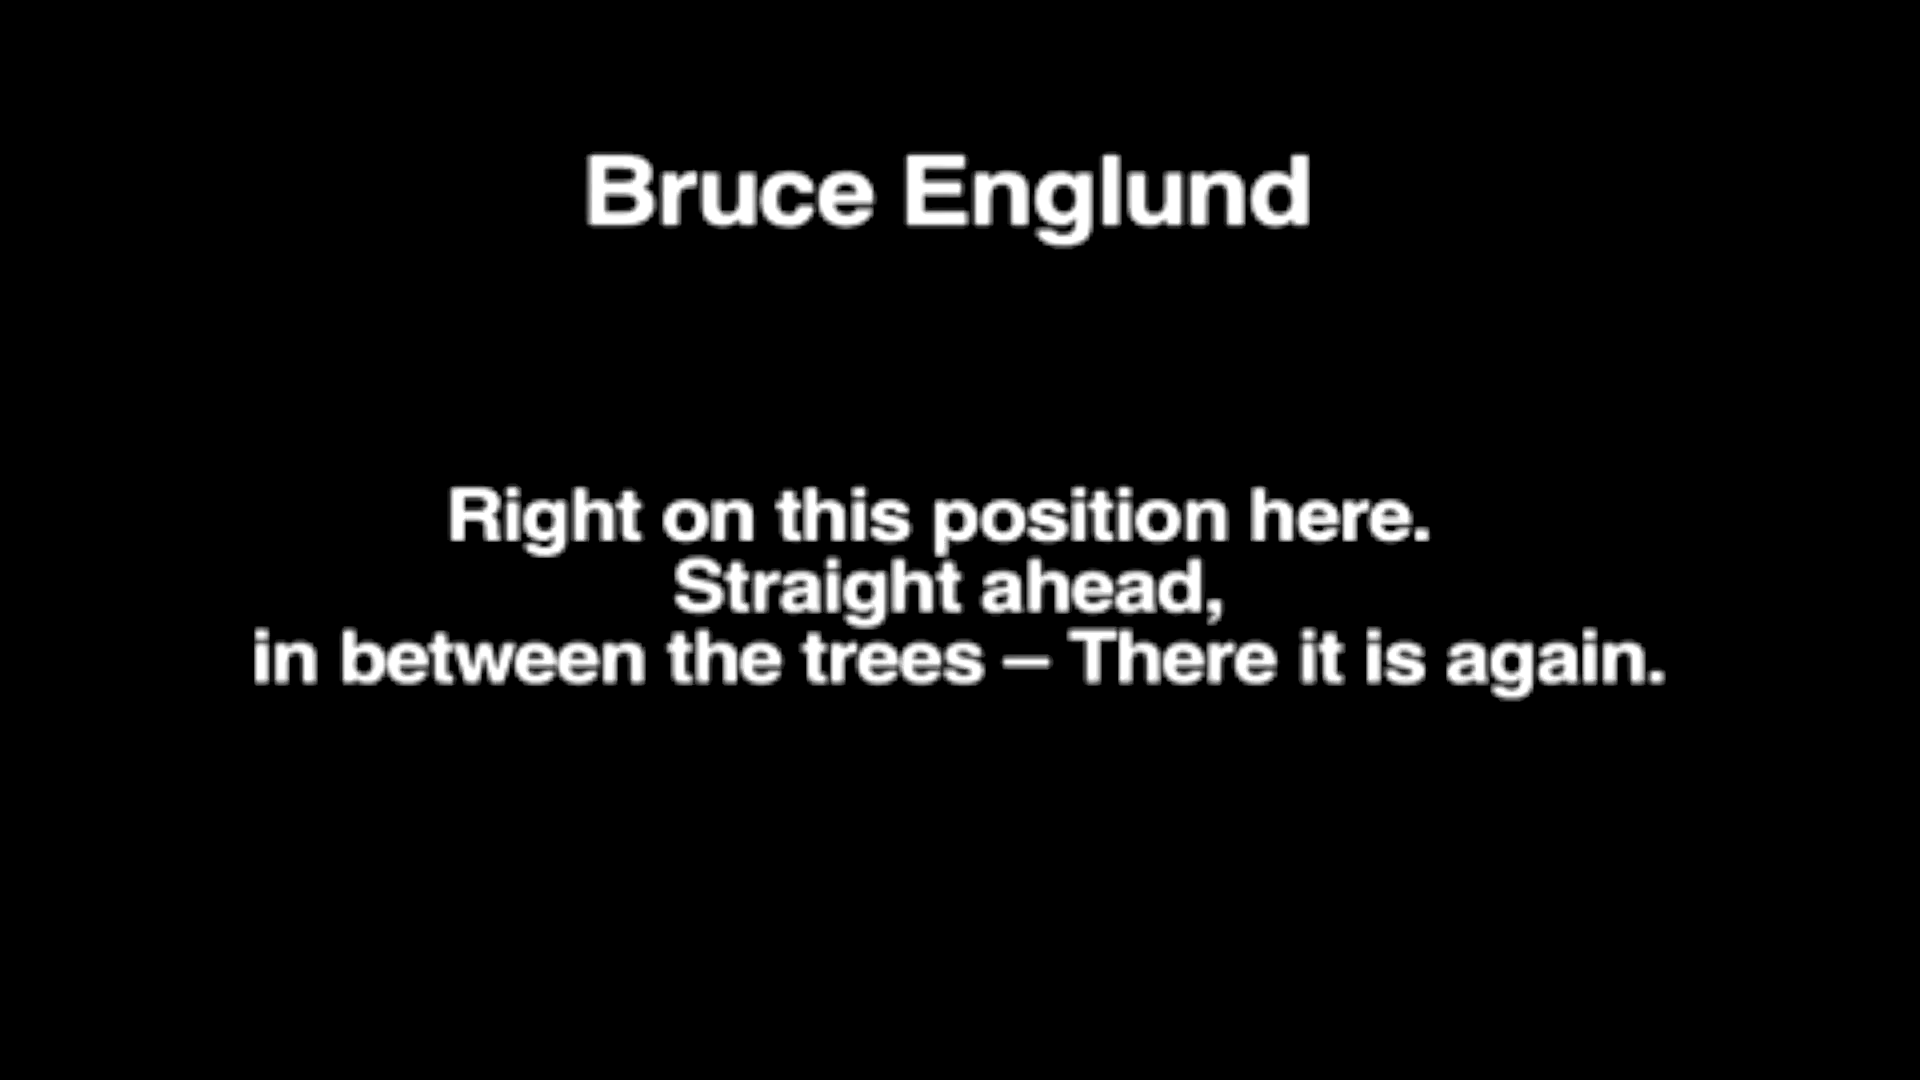 Bruce Englund
Right on this position here.
Straight ahead,
in between the trees – There it is again.